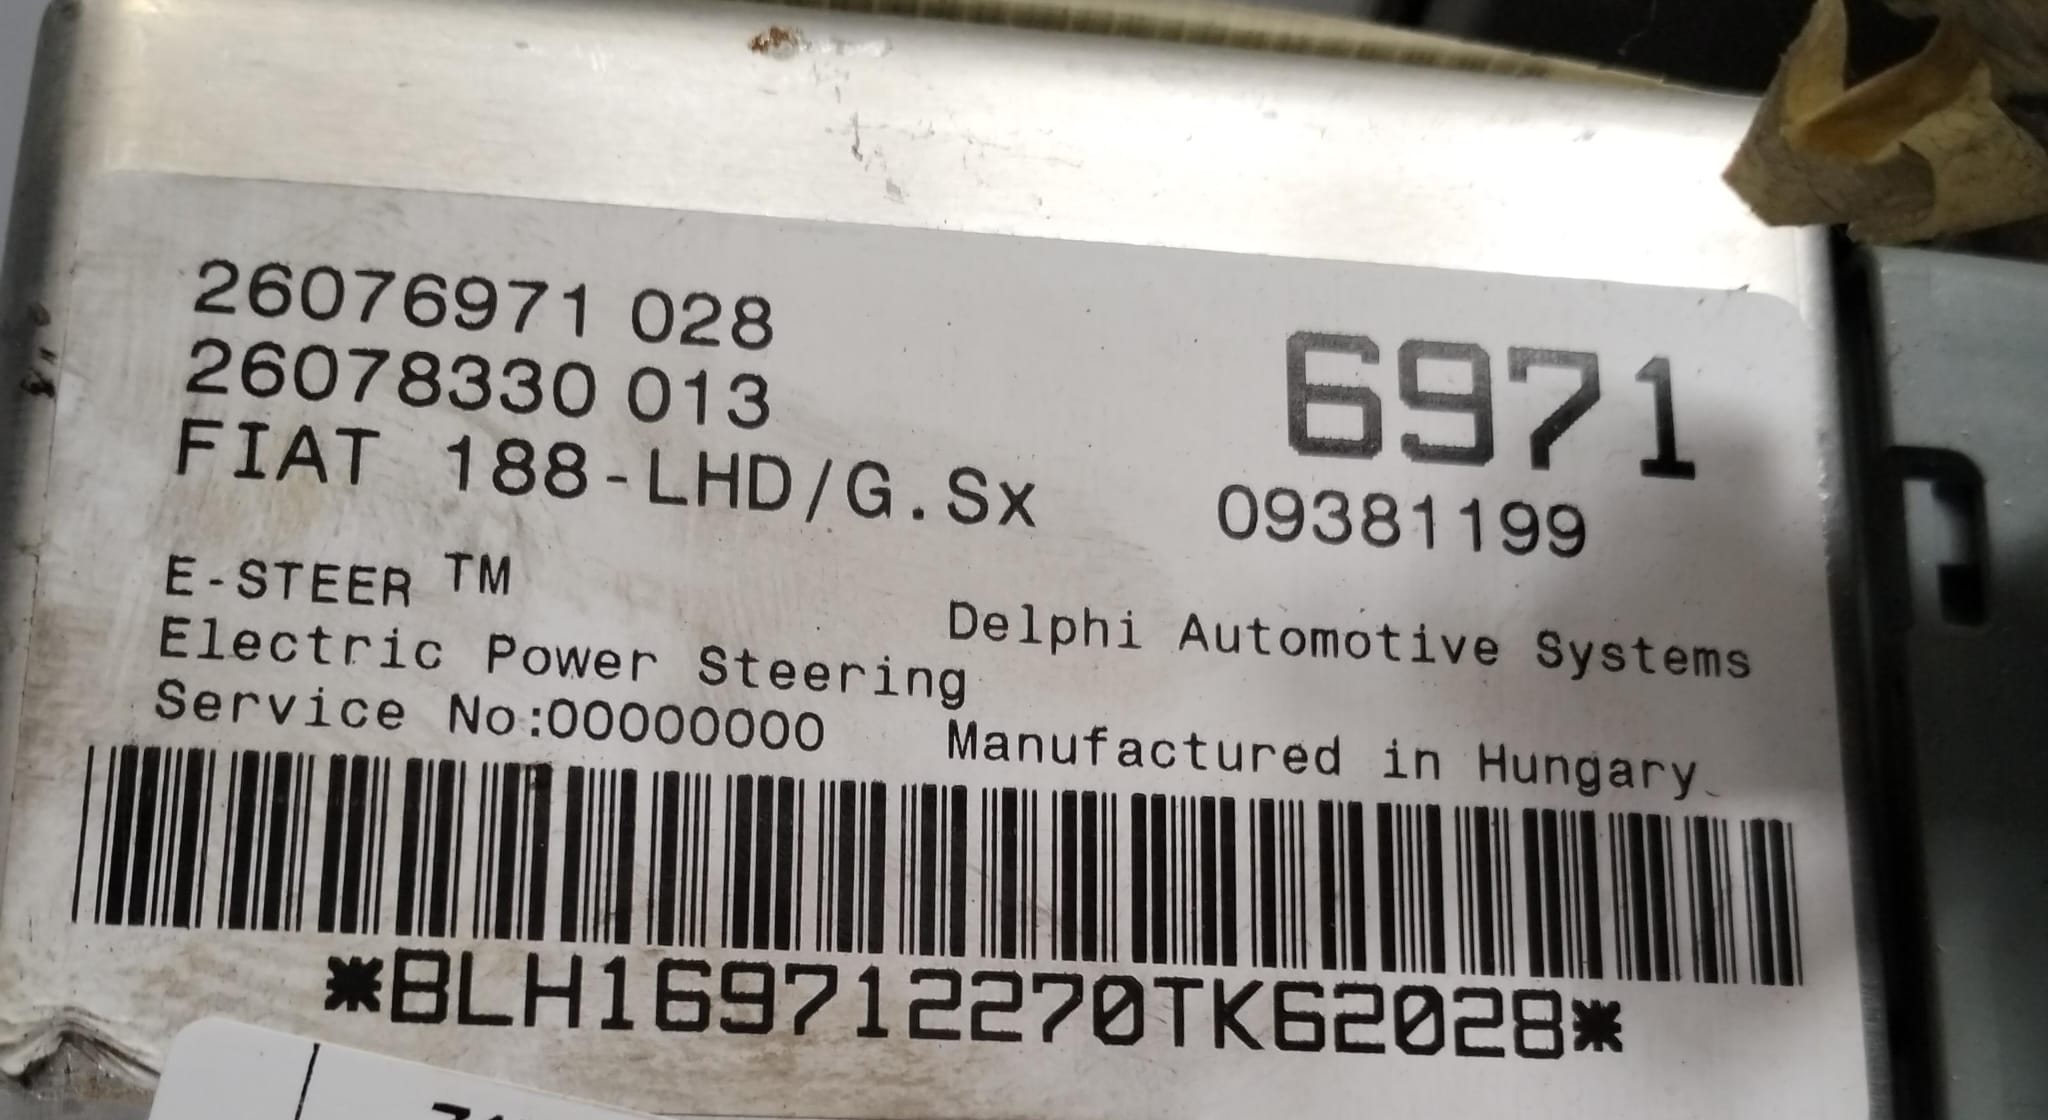 26076971 028
26078330 013
FIAT 188-LHD/G.Sx
6971
09381199
E-STEER TM
Electric Power Steering
Service No:00000000
Delphi Automotive Systems
Manufactured in Hungary
*BLH169712270TK62028*